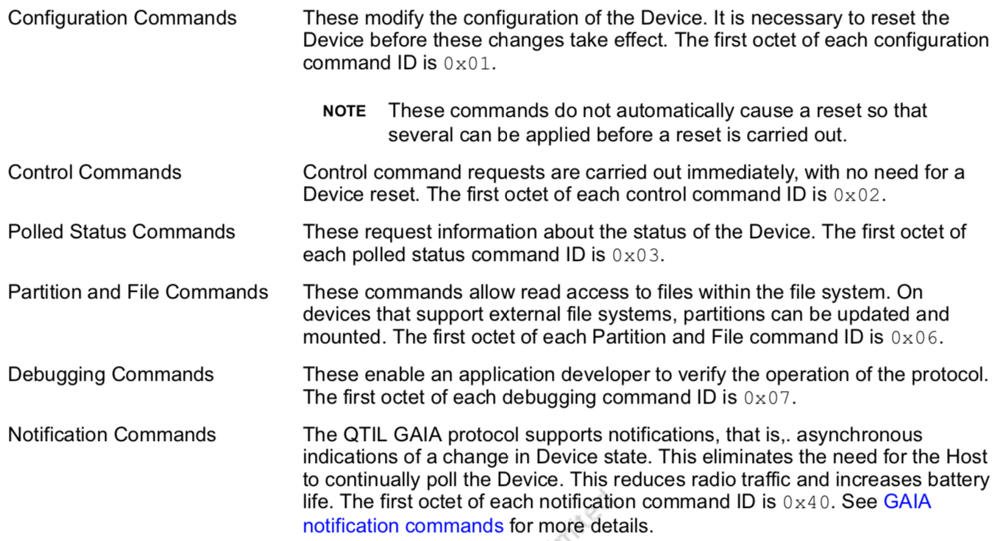 Configuration Commands
These modify the configuration of the Device. It is necessary to reset the
Device before these changes take effect. The first octet of each configuration
command ID is 0x01.
NOTE These commands do not automatically cause a reset so that
several can be applied before a reset is carried out.
Control Commands
Control command requests are carried out immediately, with no need for a
Device reset. The first octet of each control command ID is 0x02.
Polled Status Commands
These request information about the status of the Device. The first octet of
each polled status command ID is 0x03.
Partition and File Commands
These commands allow read access to files within the file system. On
devices that support external file systems, partitions can be updated and
mounted. The first octet of each Partition and File command ID is 0x06.
Debugging Commands
These enable an application developer to verify the operation of the protocol.
The first octet of each debugging command ID is 0x07.
Notification Commands
The QTIL GAIA protocol supports notifications, that is,. asynchronous
indications of a change in Device state. This eliminates the need for the Host
to continually poll the Device. This reduces radio traffic and increases battery
life. The first octet of each notification command ID is 0x40. See GAIA
notification commands for more details.